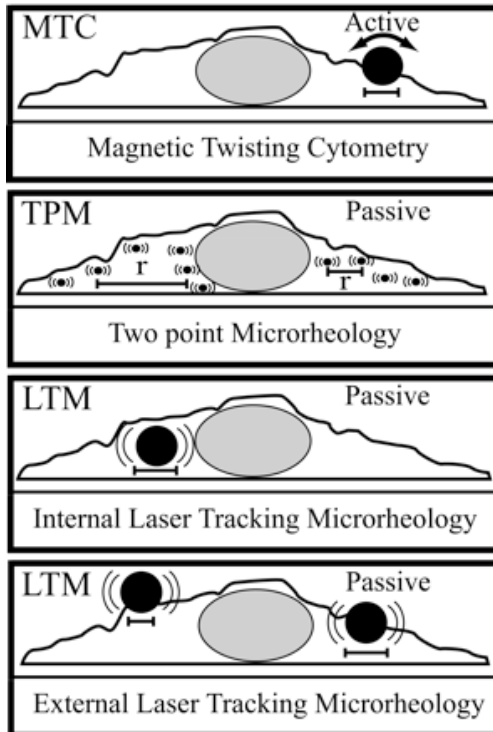 MTC
Active
Magnetic Twisting Cytometry
TPM
Passive
r
r
Two point Microrheology
LTM
Passive
Internal Laser Tracking Microrheology
LTM
Passive
External Laser Tracking Microrheology